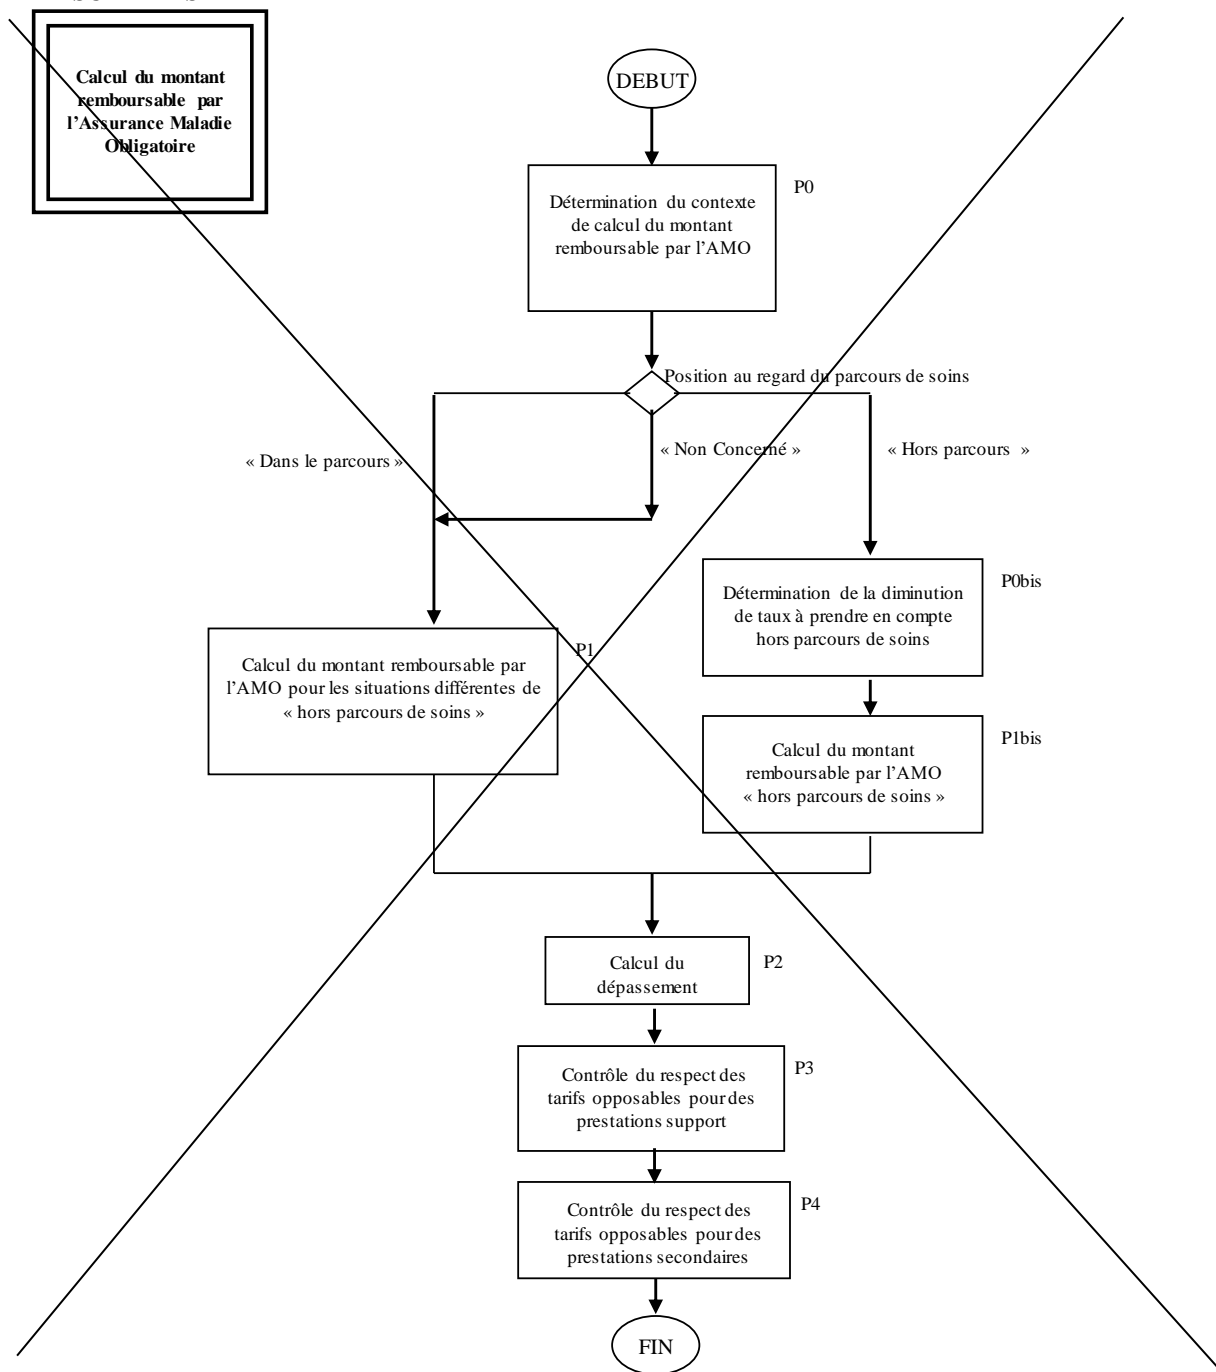 Calcul du montant
remboursable par
l'Assurance Maladie
Obligatoire
DEBUT
P0
Détermination du contexte
de calcul du montant
remboursable par l'AMO
Position au regard du parcours de soins
« Dans le parcours »
« Non Concerné »
« Hors parcours »
P0bis
Détermination de la diminution
de taux à prendre en compte
hors parcours de soins
P1
Calcul du montant remboursable par
l'AMO pour les situations différentes de
« hors parcours de soins »
P1bis
Calcul du montant
remboursable par l'AMO
« hors parcours de soins »
Calcul du
dépassement
P2
Contrôle du respect des
tarifs opposables pour des
prestations support
P3
Contrôle du respect des
tarifs opposables pour des
prestations secondaires
P4
FIN